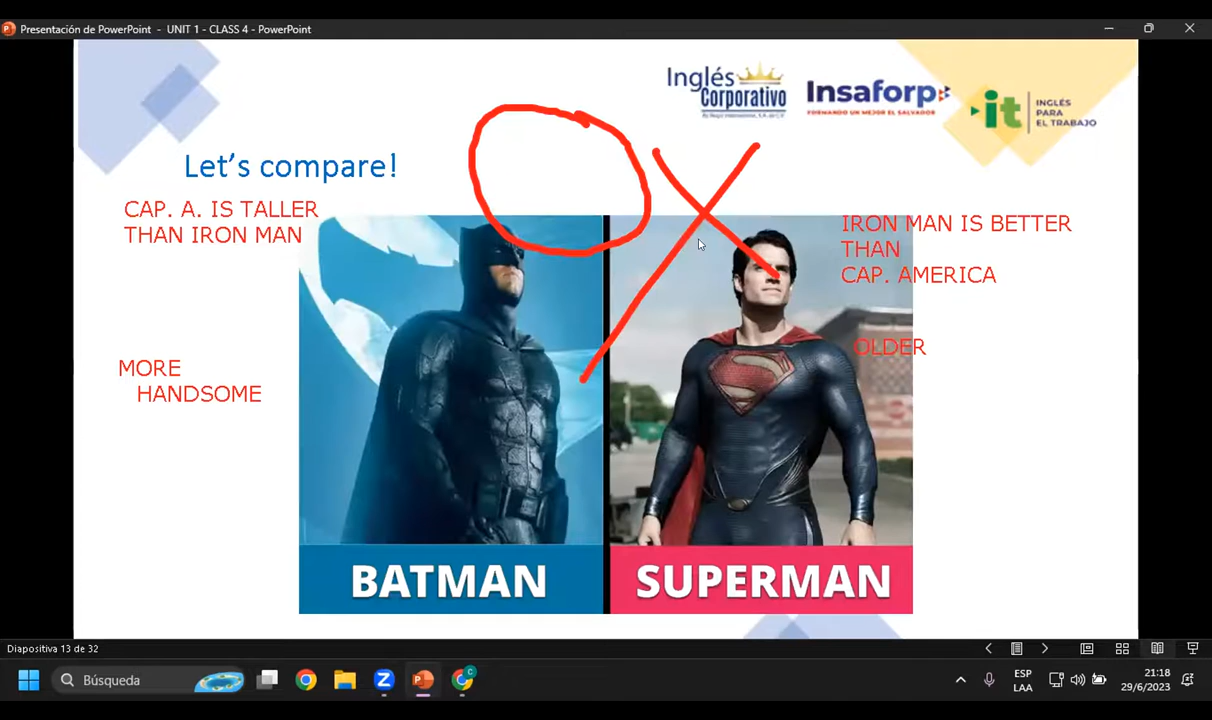 Presentación de PowerPoint - UNIT 1 - CLASS 4 - PowerPoint
Inglés
Corporativo
Insaforp
FORMANDO UN MEJOR EL SALVADOR
it
INGLÉS
PARA
EL TRABAJO
Let's compare!
CAP. A. IS TALLER
THAN IRON MAN
IRON MAN IS BETTER
THAN
CAP. AMERICA
OLDER
MORE
HANDSOME
BATMAN
SUPERMAN
Diapositiva 13 de 32
Búsqueda
ESP
LAA
21:18
29/6/2023